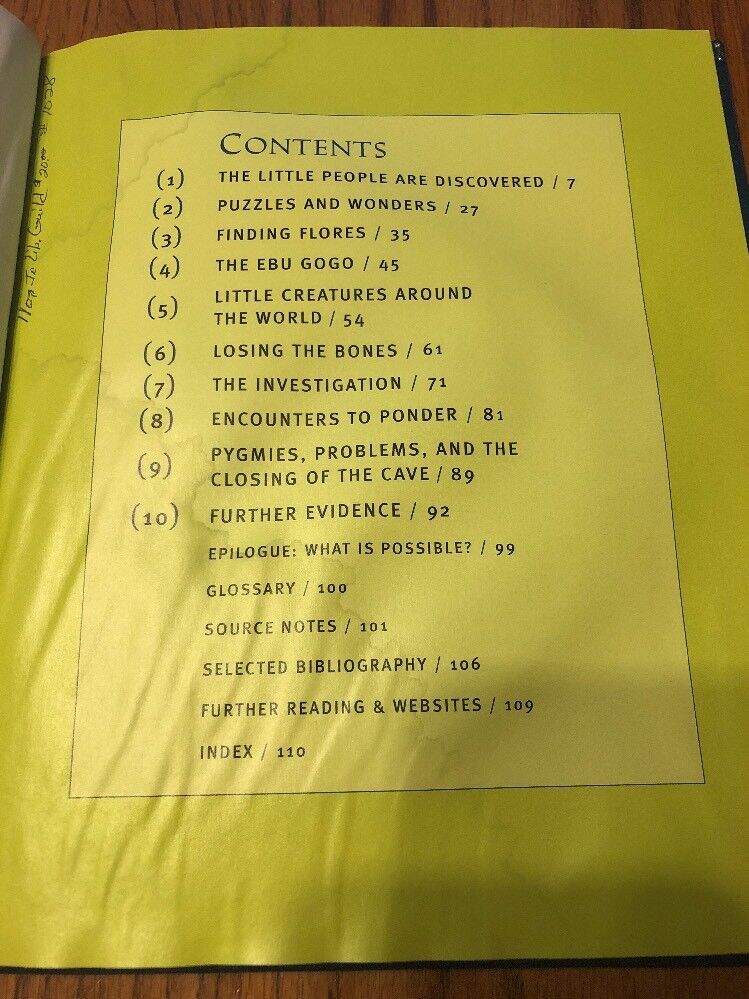 CONTENTS
(1) THE LITTLE PEOPLE ARE DISCOVERED / 7
(2) PUZZLES AND WONDERS / 27
(3) FINDING FLORES / 35
(4) THE EBU GOGO / 45
(5) LITTLE CREATURES AROUND
THE WORLD / 54
(6) LOSING THE BONES / 61
(7) THE INVESTIGATION / 71
(8) ENCOUNTERS TO PONDER / 81
(9) PYGMIES, PROBLEMS, AND THE
CLOSING OF THE CAVE / 89
(10) FURTHER EVIDENCE / 92
EPILOGUE: WHAT IS POSSIBLE? / 99
GLOSSARY / 100
SOURCE NOTES / 101
SELECTED BIBLIOGRAPHY / 106
FURTHER READING & WEBSITES / 109
INDEX / 110
Lib. Guild